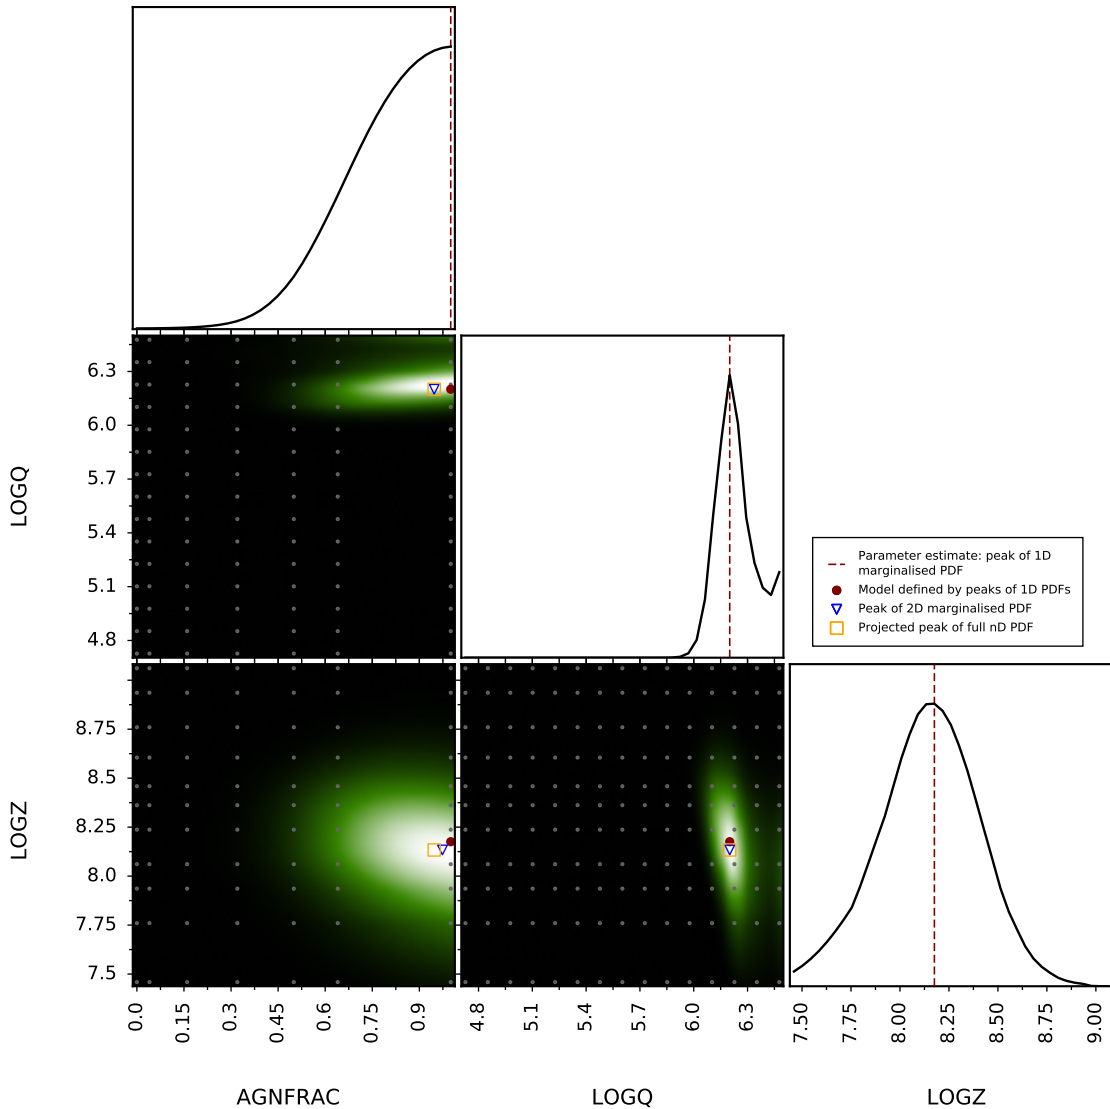 6.3
6.0
5.7
5.4
5.1
4.8
LOGQ
Parameter estimate: peak of 1D
marginalised PDF
Model defined by peaks of 1D PDFs
Peak of 2D marginalised PDF
Projected peak of full nD PDF
8.75
8.5
8.25
8.0
7.75
7.5
LOGZ
0.0 0.15 0.3 0.45 0.6 0.75 0.9
4.8 5.1 5.4 5.7 6.0 6.3
7.50 7.75 8.00 8.25 8.50 8.75 9.00
AGNFRAC LOGQ LOGZ